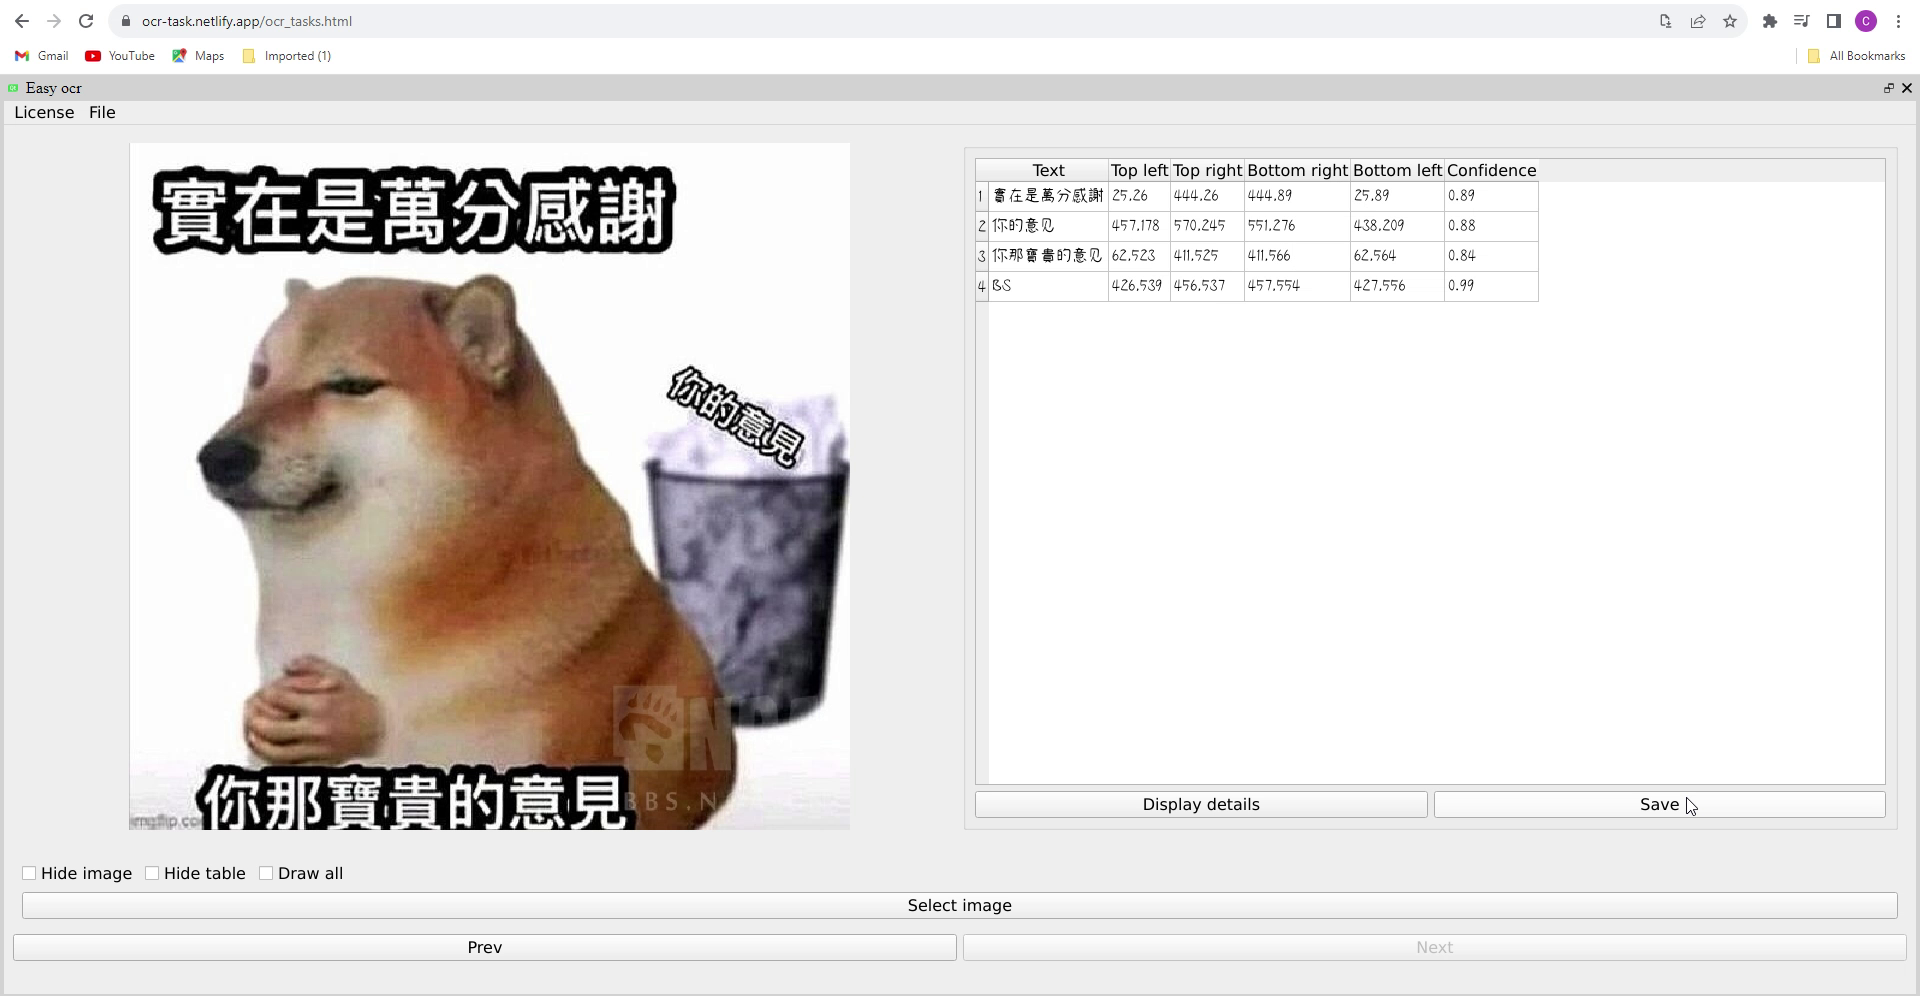 ocr-task.netlify.app/ocr_tasks.html
C
Gmail
YouTube
Maps
Imported (1)
All Bookmarks
Easy ocr
License File
實在是萬分感謝
你的意見
BBS.N
你那寶貴的意見
imgflip.co
Text Top left Top right Bottom right Bottom left Confidence
1 實在是萬分感謝 25,26 444,26 444,89 25,89 0.89
2 你的意见 457,178 570,245 551,276 438,209 0.88
3 你那寶貴的意见 62,523 411,525 411,566 62,564 0.84
4 BS 426,539 456,537 457,554 427,556 0.99
Display details Save
Hide image Hide table Draw all
Select image
Prev Next